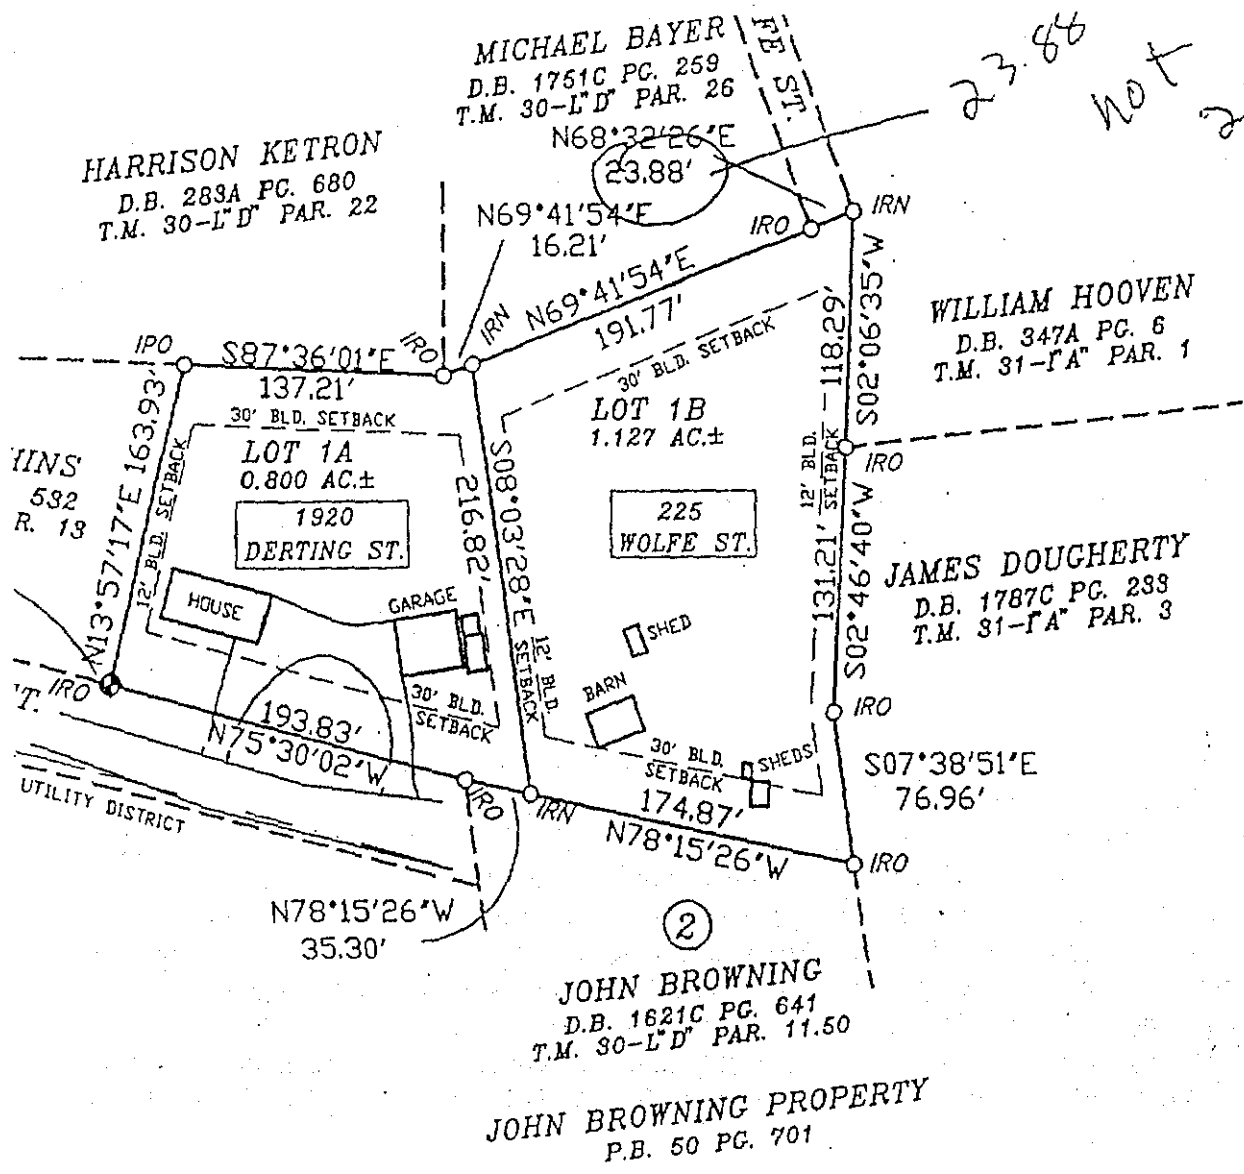 MICHAEL BAYER
D.B. 1751C PG. 259
T.M. 30-L"D" PAR. 26
FE ST.
23.88
not
2
HARRISON KETRON
D.B. 283A PG. 680
T.M. 30-L"D" PAR. 22
N68°32'26"E
23.88'
N69°41'54"E
16.21'
IRO
IRN
N69°41'54"E
191.77'
IRO
IRN
IPO
S87°36'01"E
137.21'
30' BLD. SETBACK
LOT 1A
0.800 AC.±
1920
DERTING ST.
N13°57'17"E 163.93'
12' BLD. SETBACK
HINS
532
R. 13
HOUSE
GARAGE
216.82'
S08°03'28"E
12' BLD.
SETBACK
30' BLD. SETBACK
LOT 1B
1.127 AC.±
225
WOLFE ST.
118.29'
S02°06'35"W
12' BLD.
SETBACK
WILLIAM HOOVEN
D.B. 347A PG. 6
T.M. 31-I"A" PAR. 1
IRO
131.21'
S02°46'40"W
JAMES DOUGHERTY
D.B. 1787C PG. 233
T.M. 31-I"A" PAR. 3
SHED
BARN
IRO
S07°38'51"E
76.96'
IRO
T.
30' BLD.
SETBACK
193.83'
N75°30'02"W
UTILITY DISTRICT
IRO
IRN
30' BLD.
SETBACK
SHEDS
174.87'
N78°15'26"W
IRO
N78°15'26"W
35.30'
2
JOHN BROWNING
D.B. 1621C PG. 641
T.M. 30-L"D" PAR. 11.50
JOHN BROWNING PROPERTY
P.B. 50 PG. 701